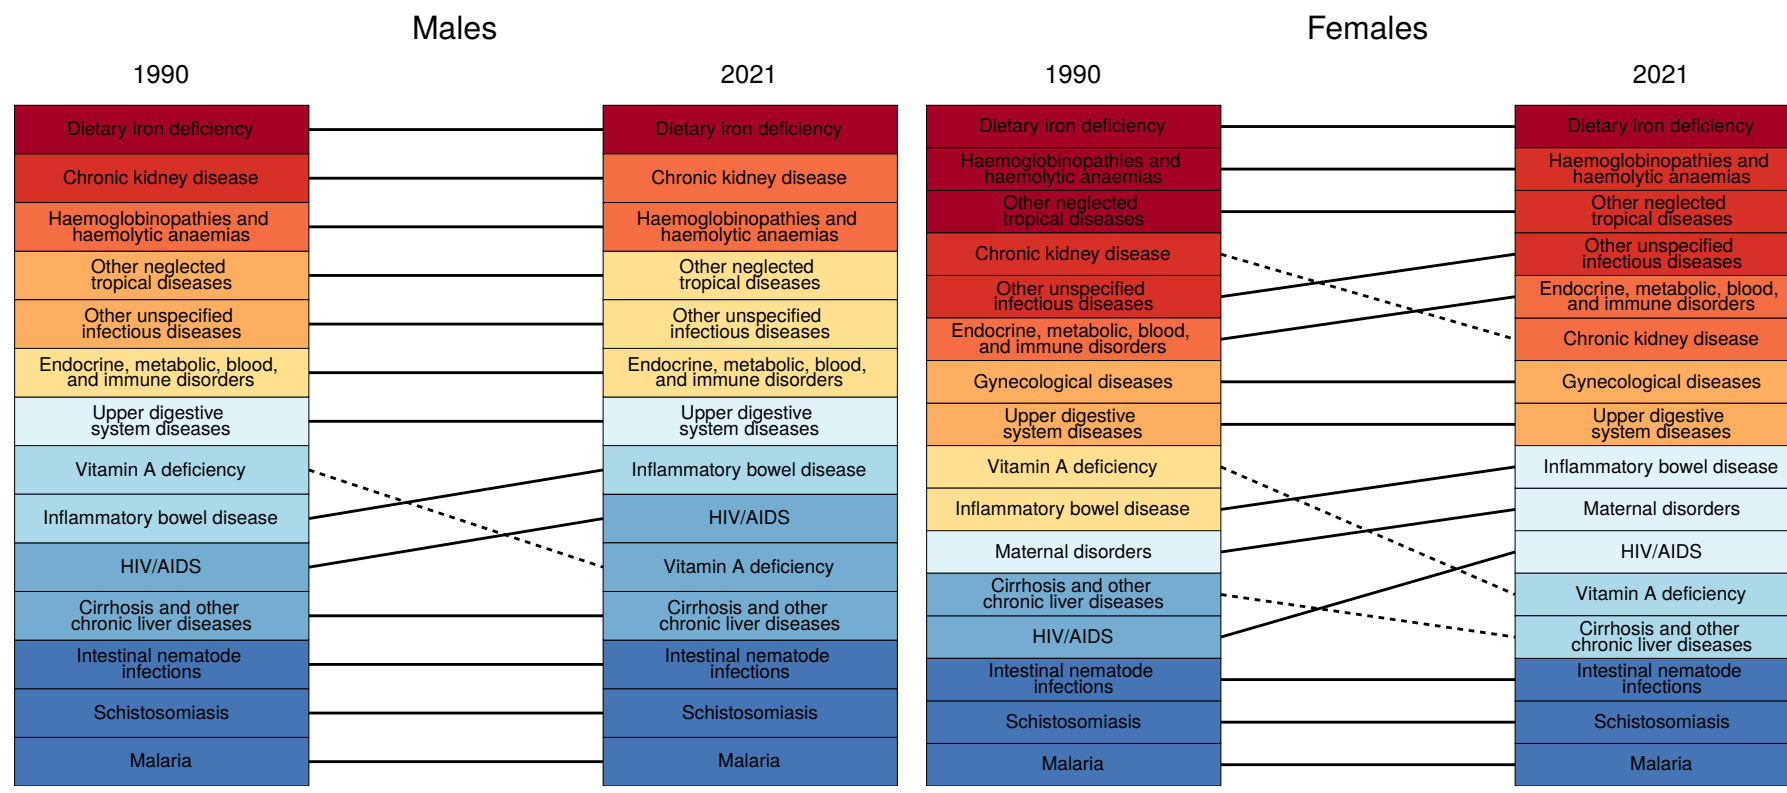 Males
1990
2021
Dietary iron deficiency
Chronic kidney disease
Haemoglobinopathies and
haemolytic anaemias
Other neglected
tropical diseases
Other unspecified
infectious diseases
Endocrine, metabolic, blood,
and immune disorders
Upper digestive
system diseases
Vitamin A deficiency
Inflammatory bowel disease
HIV/AIDS
Cirrhosis and other
chronic liver diseases
Intestinal nematode
infections
Schistosomiasis
Malaria
Dietary iron deficiency
Chronic kidney disease
Haemoglobinopathies and
haemolytic anaemias
Other neglected
tropical diseases
Other unspecified
infectious diseases
Endocrine, metabolic, blood,
and immune disorders
Upper digestive
system diseases
Inflammatory bowel disease
HIV/AIDS
Vitamin A deficiency
Cirrhosis and other
chronic liver diseases
Intestinal nematode
infections
Schistosomiasis
Malaria
Females
1990
2021
Dietary iron deficiency
Haemoglobinopathies and
haemolytic anaemias
Other neglected
tropical diseases
Chronic kidney disease
Other unspecified
infectious diseases
Endocrine, metabolic, blood,
and immune disorders
Gynecological diseases
Upper digestive
system diseases
Vitamin A deficiency
Inflammatory bowel disease
Maternal disorders
Cirrhosis and other
chronic liver diseases
HIV/AIDS
Intestinal nematode
infections
Schistosomiasis
Malaria
Dietary iron deficiency
Haemoglobinopathies and
haemolytic anaemias
Other neglected
tropical diseases
Other unspecified
infectious diseases
Endocrine, metabolic, blood,
and immune disorders
Chronic kidney disease
Gynecological diseases
Upper digestive
system diseases
Inflammatory bowel disease
Maternal disorders
HIV/AIDS
Vitamin A deficiency
Cirrhosis and other
chronic liver diseases
Intestinal nematode
infections
Schistosomiasis
Malaria